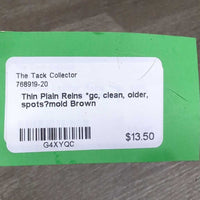 The Tack Collector
768919-20
Thin Plain Reins *gc, clean, older,
spots?mold Brown
G4XYQC
$13.50